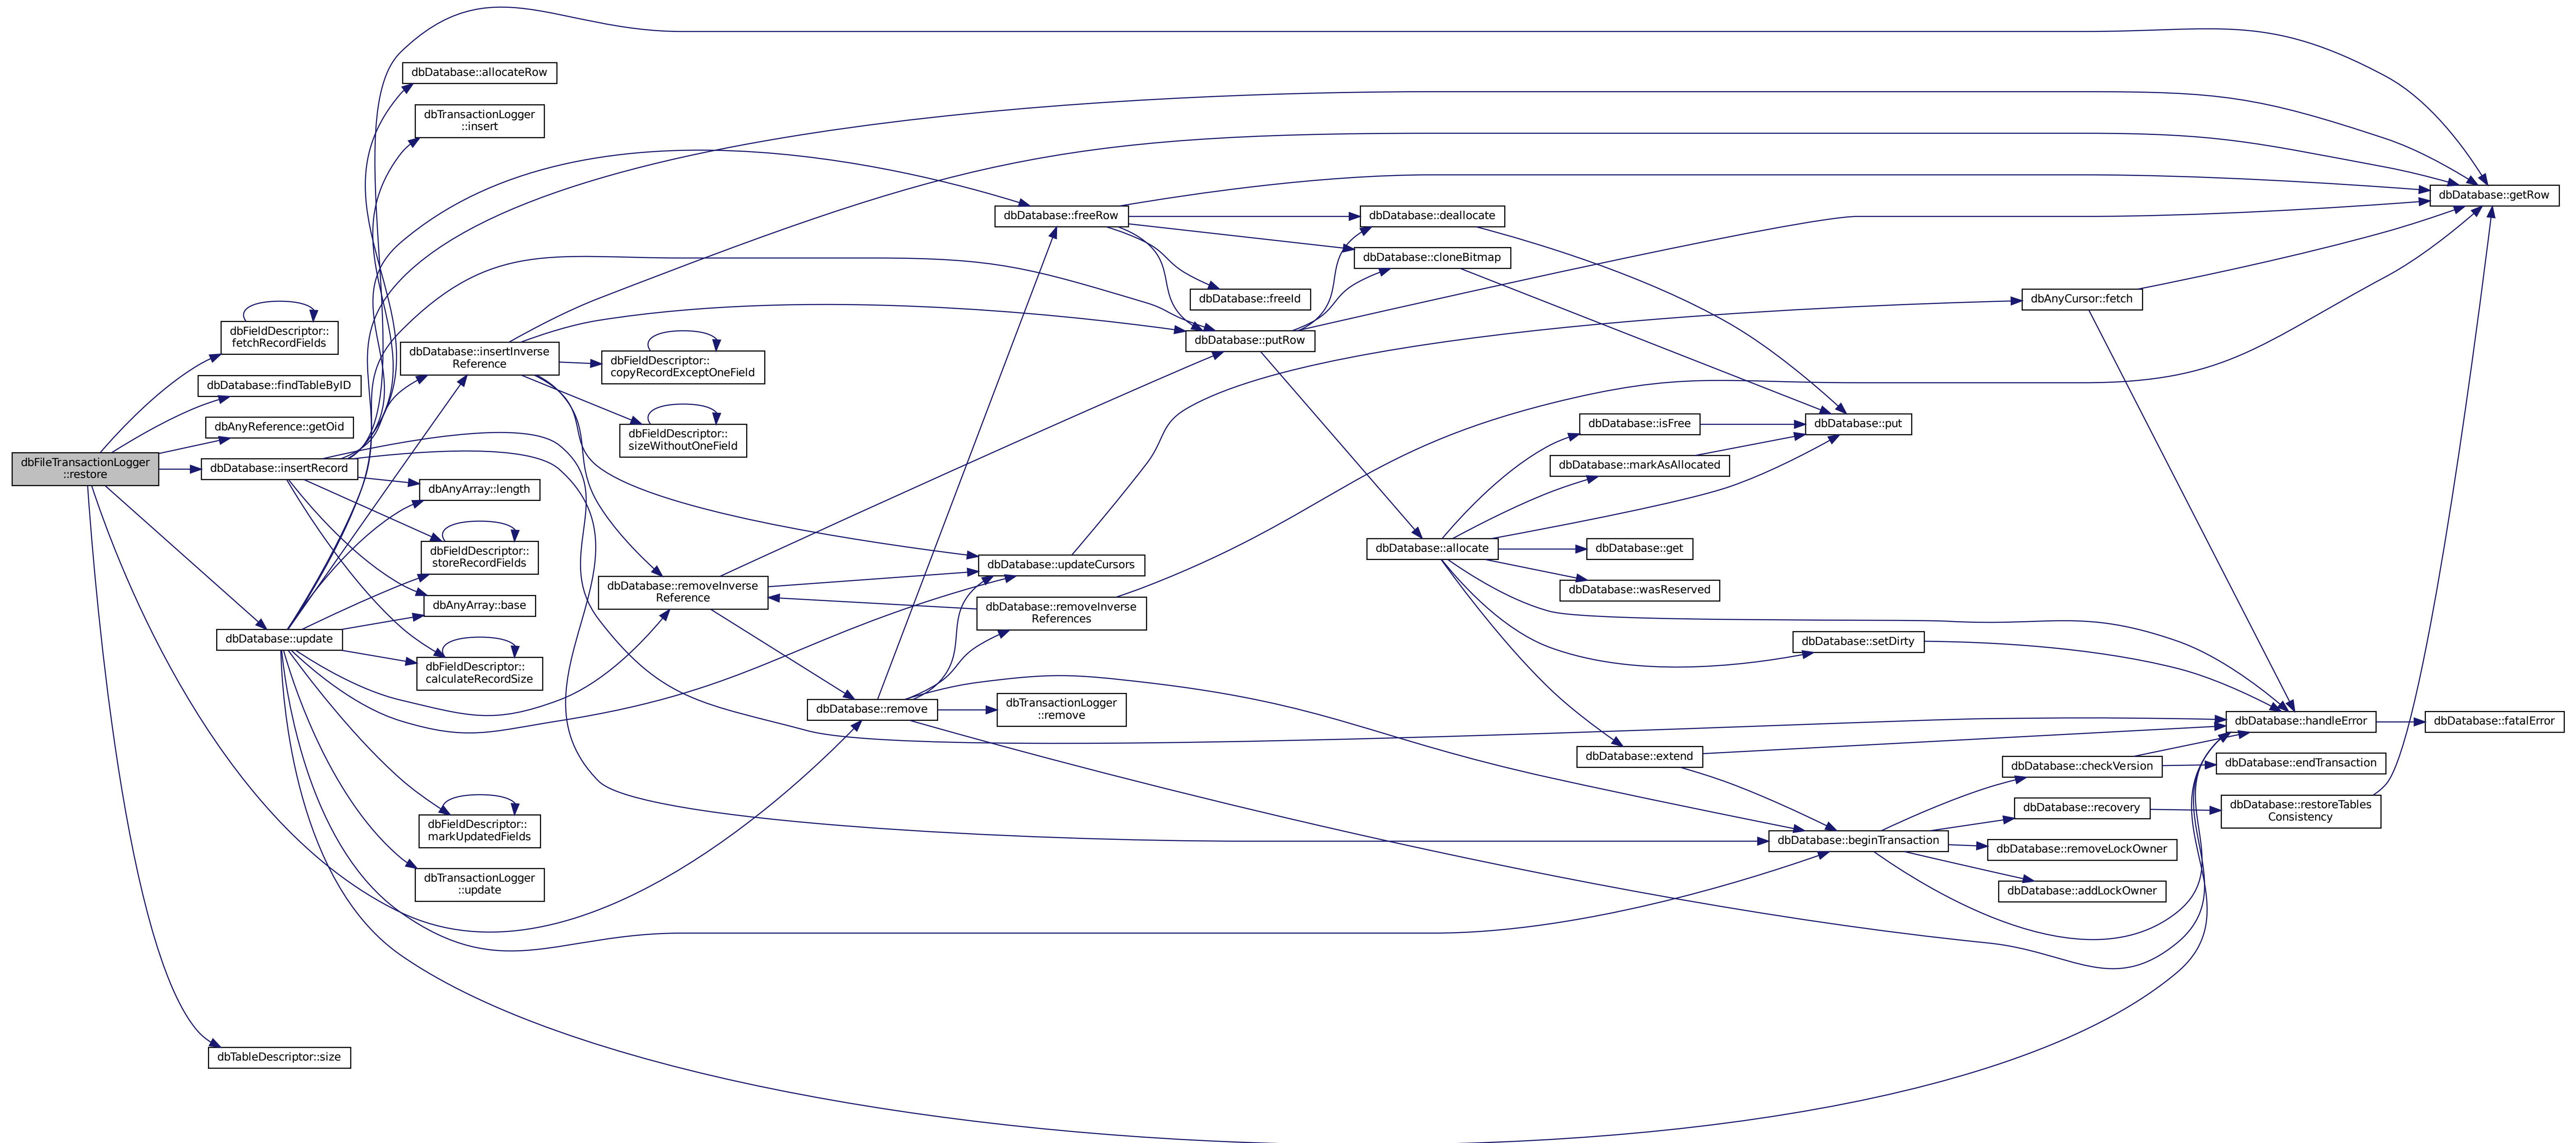 dbFileTransactionLogger
::restore
dbFieldDescriptor::
fetchRecordFields
dbDatabase::findTableByID
dbAnyReference::getOid
dbDatabase::insertRecord
dbDatabase::update
dbTableDescriptor::size
dbDatabase::allocateRow
dbTransactionLogger
::insert
dbDatabase::insertInverse
Reference
dbAnyArray::length
dbFieldDescriptor::
storeRecordFields
dbAnyArray::base
dbFieldDescriptor::
calculateRecordSize
dbFieldDescriptor::
markUpdatedFields
dbTransactionLogger
::update
dbFieldDescriptor::
copyRecordExceptOneField
dbFieldDescriptor::
sizeWithoutOneField
dbDatabase::removeInverse
Reference
dbDatabase::remove
dbDatabase::freeRow
dbDatabase::updateCursors
dbDatabase::removeInverse
References
dbTransactionLogger
::remove
dbDatabase::freeId
dbDatabase::putRow
dbDatabase::deallocate
dbDatabase::cloneBitmap
dbDatabase::allocate
dbDatabase::isFree
dbDatabase::markAsAllocated
dbDatabase::get
dbDatabase::wasReserved
dbDatabase::extend
dbDatabase::put
dbDatabase::setDirty
dbDatabase::beginTransaction
dbAnyCursor::fetch
dbDatabase::checkVersion
dbDatabase::recovery
dbDatabase::removeLockOwner
dbDatabase::addLockOwner
dbDatabase::handleError
dbDatabase::endTransaction
dbDatabase::restoreTables
Consistency
dbDatabase::getRow
dbDatabase::fatalError